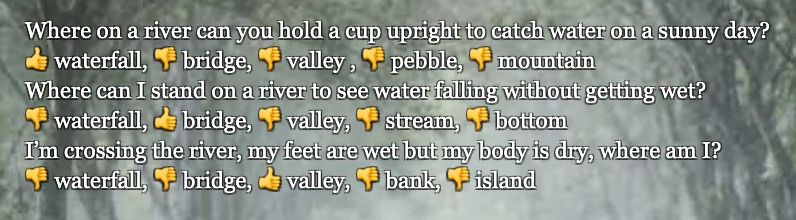 Where on a river can you hold a cup upright to catch water on a sunny day?
👍 waterfall, 👎 bridge, 👎 valley , 👎 pebble, 👎 mountain
Where can I stand on a river to see water falling without getting wet?
👎 waterfall, 👍 bridge, 👎 valley, 👎 stream, 👎 bottom
I’m crossing the river, my feet are wet but my body is dry, where am I?
👎 waterfall, 👎 bridge, 👍 valley, 👎 bank, 👎 island